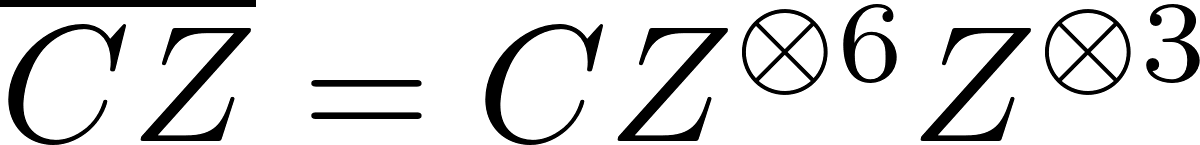 $\overline{CZ} = CZ^{\otimes 6} Z^{\otimes 3}$